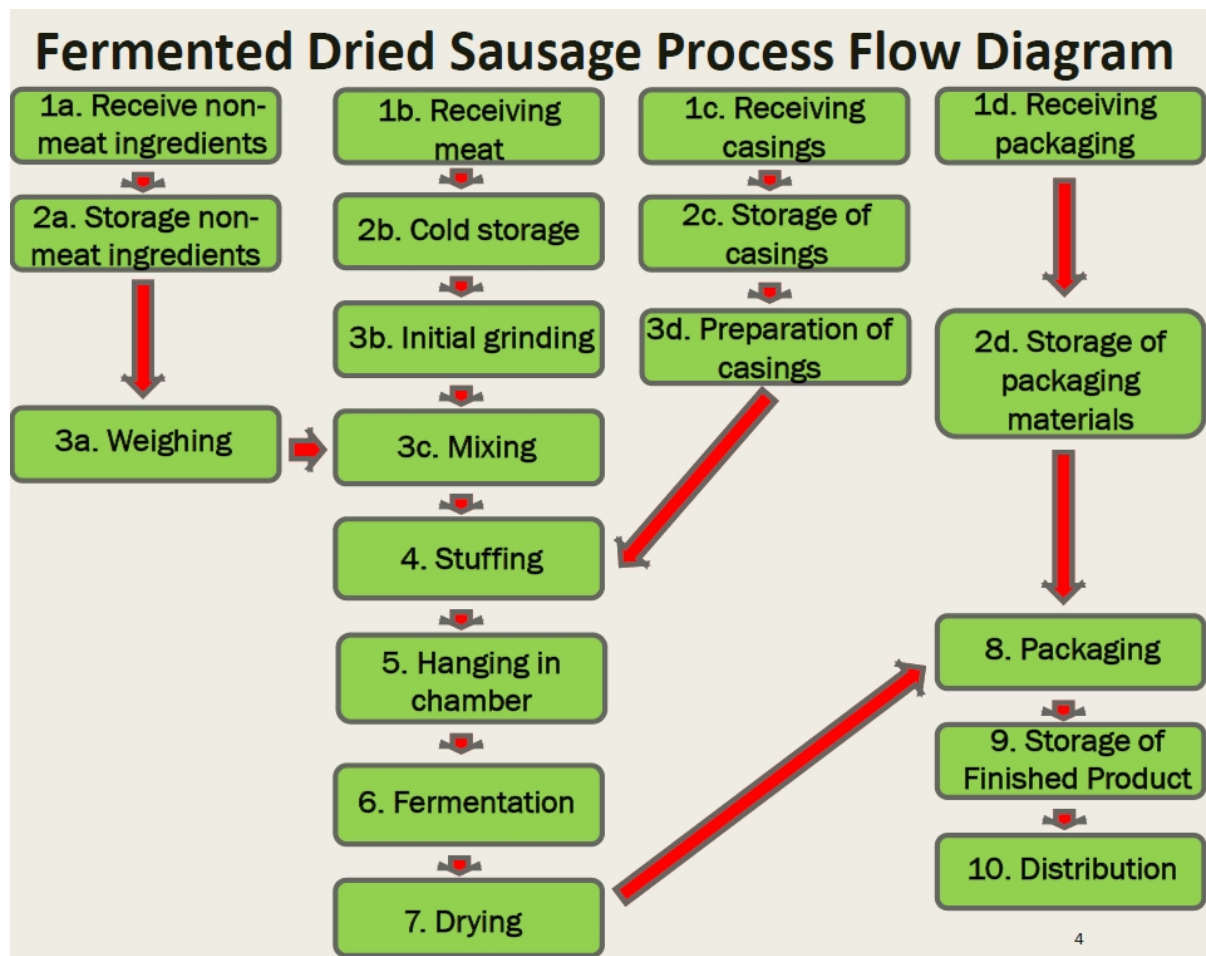 Fermented Dried Sausage Process Flow Diagram
1a. Receive non-
meat ingredients
2a. Storage non-
meat ingredients
3a. Weighing
1b. Receiving
meat
2b. Cold storage
3b. Initial grinding
3c. Mixing
4. Stuffing
5. Hanging in
chamber
6. Fermentation
7. Drying
1c. Receiving
casings
2c. Storage of
casings
3d. Preparation of
casings
1d. Receiving
packaging
2d. Storage of
packaging
materials
8. Packaging
9. Storage of
Finished Product
10. Distribution
4